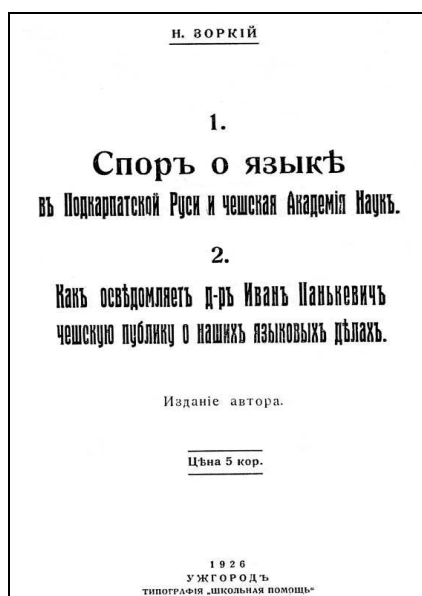 Н. ЗОРКІЙ
1.
Споръ о языкѣ
въ Подкарпатской Руси и чешская Академія Наукъ.
2.
Какъ освѣдомляетъ д-ръ Иванъ Панькевичъ
чешскую публику о нашихъ языковыхъ дѣлахъ.
Изданіе автора.
Цѣна 5 кор.
1926
УЖГОРОДЪ
ТИПОГРАФІЯ „ШКОЛЬНАЯ ПОМОЩЬ“